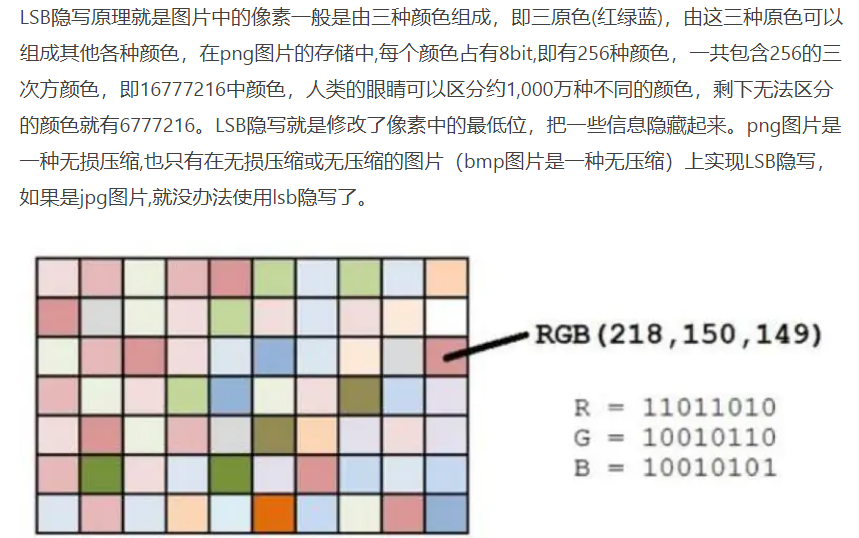 LSB隐写原理就是图片中的像素一般是由三种颜色组成，即三原色(红绿蓝)，由这三种原色可以
组成其他各种颜色，在png图片的存储中,每个颜色占有8bit,即有256种颜色，一共包含256的三
次方颜色，即16777216中颜色，人类的眼睛可以区分约1,000万种不同的颜色，剩下无法区分
的颜色就有6777216。LSB隐写就是修改了像素中的最低位，把一些信息隐藏起来。png图片是
一种无损压缩,也只有在无损压缩或无压缩的图片（bmp图片是一种无压缩）上实现LSB隐写，
如果是jpg图片,就没办法使用lsb隐写了。
RGB(218,150,149)
R = 11011010
G = 10010110
B = 10010101